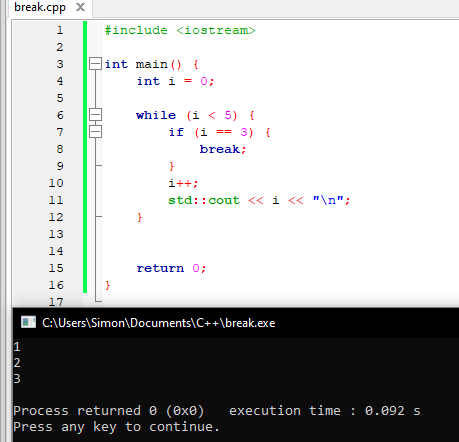 break.cpp X
1 #include <iostream>
2
3 int main() {
4 int i = 0;
5
6 while (i < 5) {
7 if (i == 3) {
8 break;
9 }
10 i++;
11 std::cout << i << "\n";
12 }
13
14
15 return 0;
16 }
17
C:\Users\Simon\Documents\C++\break.exe
1
2
3
Process returned 0 (0x0) execution time : 0.092 s
Press any key to continue.